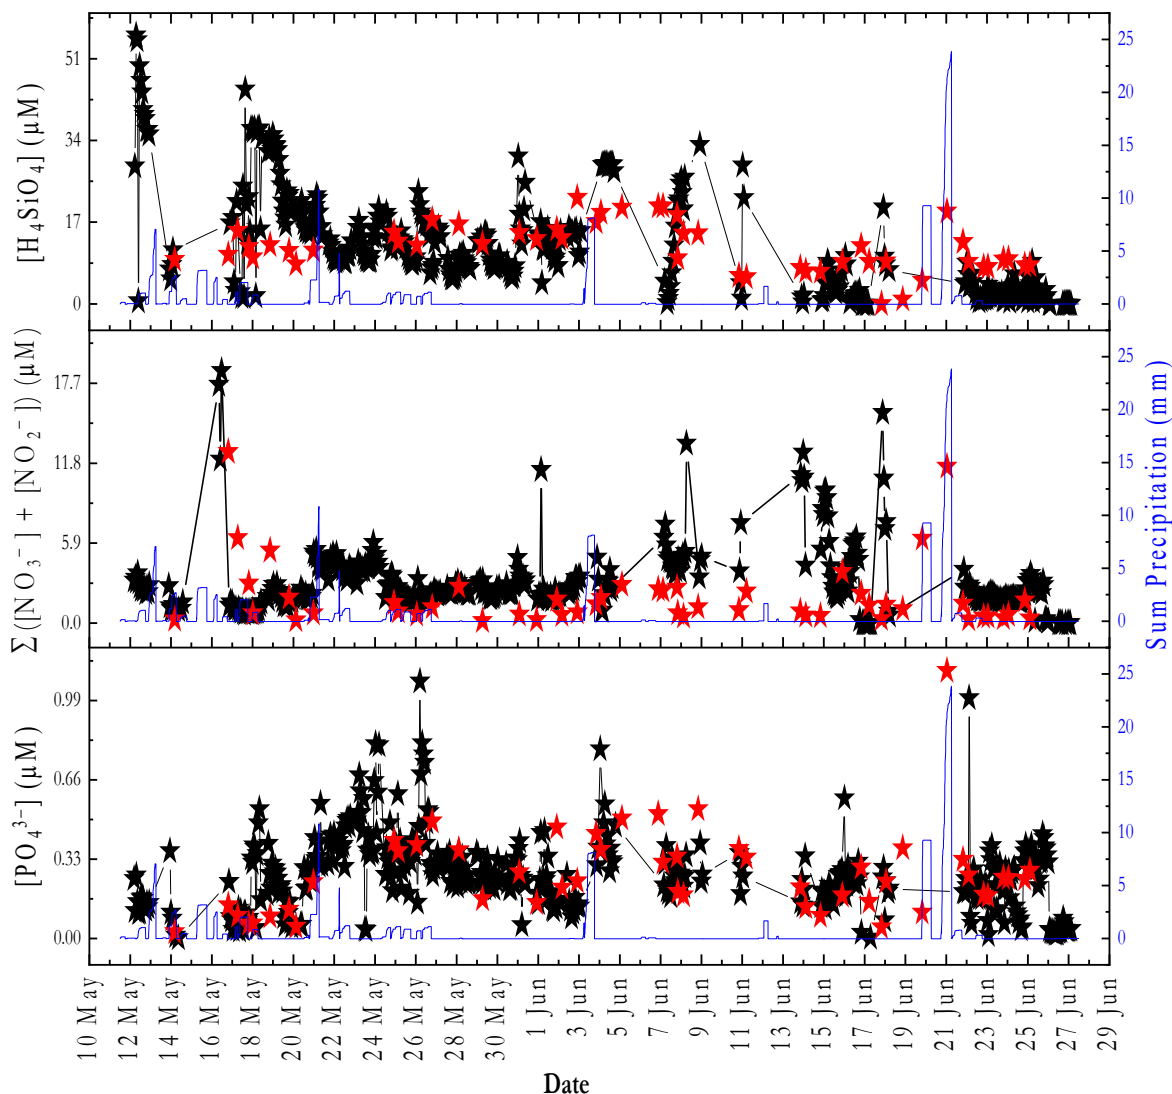 [H₄SiO₄] (µM)
51
34
17
0
25
20
15
10
5
0
Σ ([NO₃⁻] + [NO₂⁻]) (µM)
17.7
11.8
5.9
0.0
25
20
15
10
5
0
Sum Precipitation (mm)
[PO₄³⁻] (µM)
0.99
0.66
0.33
0.00
25
20
15
10
5
0
10 May
12 May
14 May
16 May
18 May
20 May
22 May
24 May
26 May
28 May
30 May
1 Jun
3 Jun
5 Jun
7 Jun
9 Jun
11 Jun
13 Jun
15 Jun
17 Jun
19 Jun
21 Jun
23 Jun
25 Jun
27 Jun
29 Jun
Date